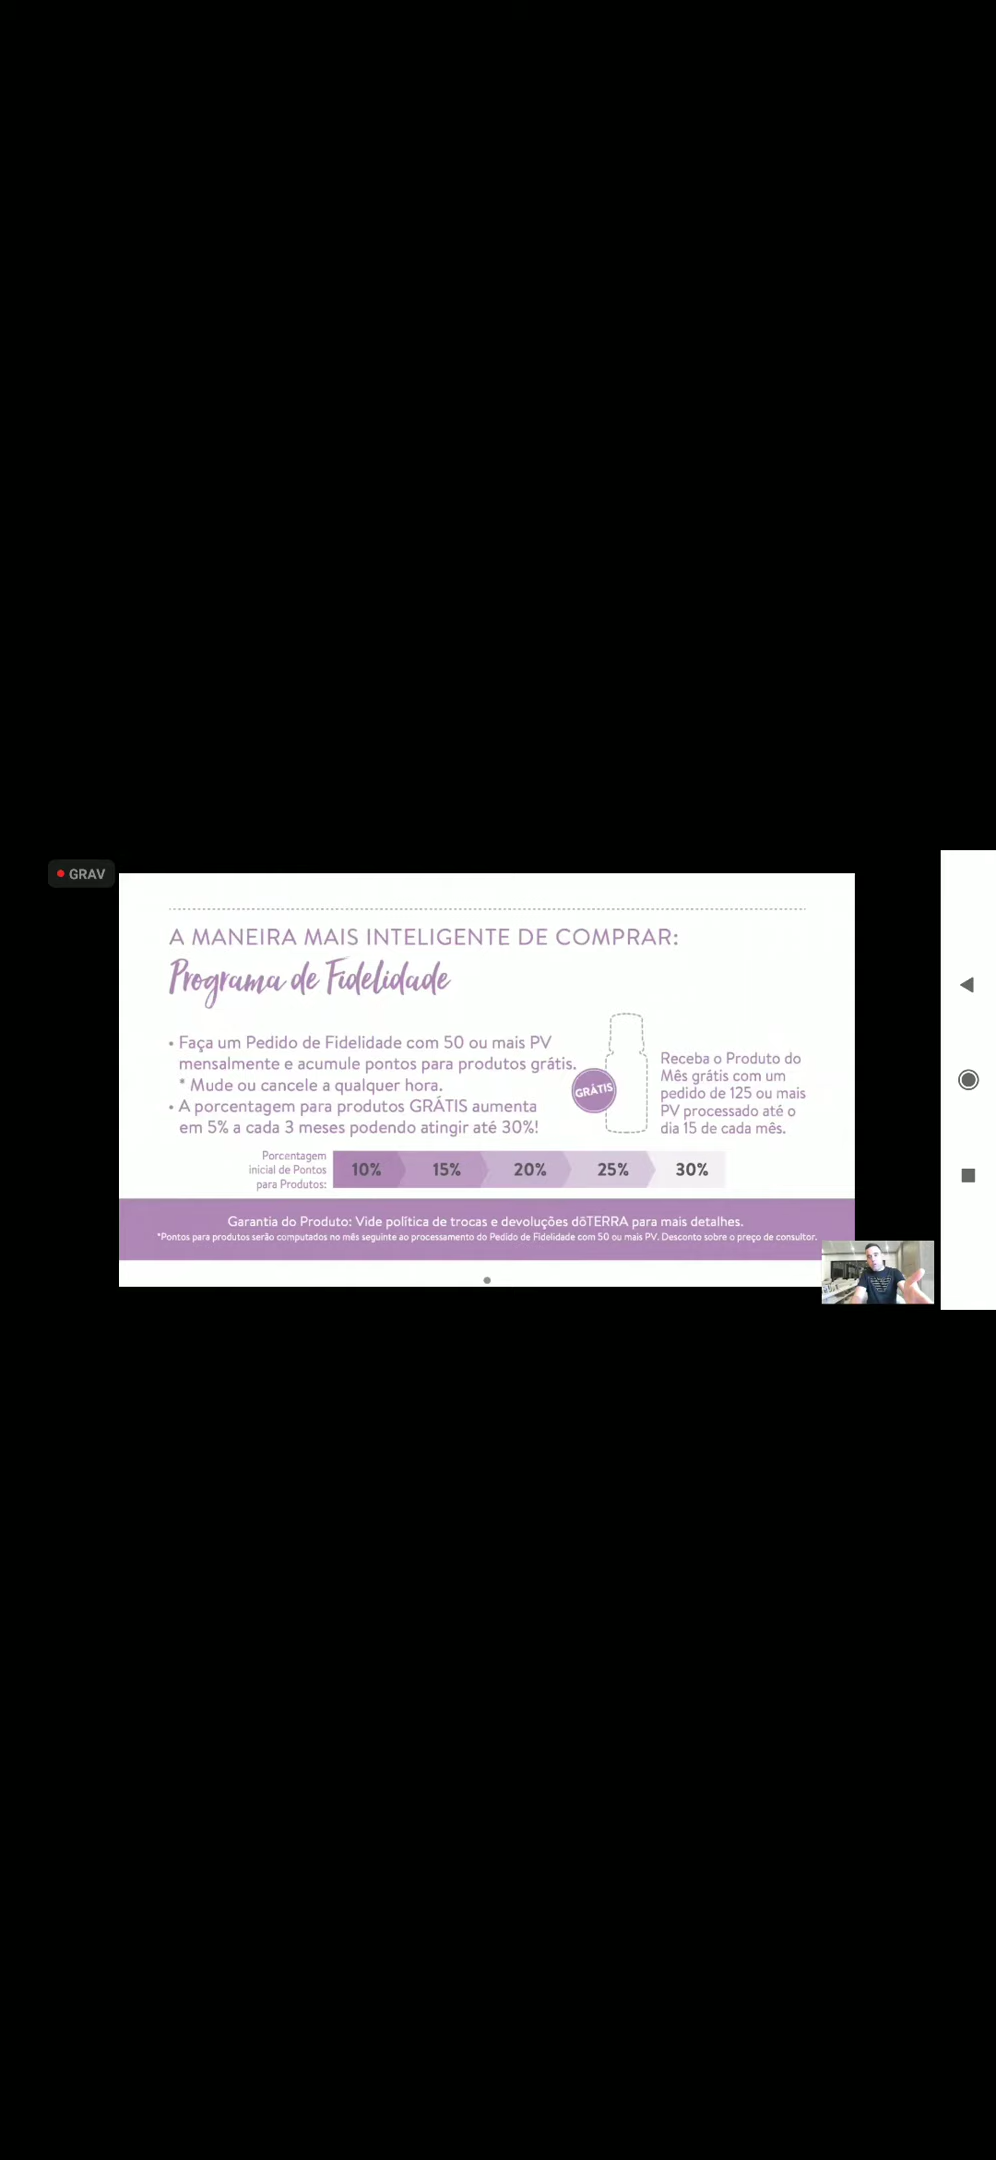 GRAV
A MANEIRA MAIS INTELIGENTE DE COMPRAR:
Programa de Fidelidade
• Faça um Pedido de Fidelidade com 50 ou mais PV
mensalmente e acumule pontos para produtos grátis.
* Mude ou cancele a qualquer hora.
• A porcentagem para produtos GRÁTIS aumenta
em 5% a cada 3 meses podendo atingir até 30%!
GRÁTIS
Receba o Produto do
Mês grátis com um
pedido de 125 ou mais
PV processado até o
dia 15 de cada mês.
Porcentagem
inicial de Pontos
para Produtos:
10% 15% 20% 25% 30%
Garantia do Produto: Vide política de trocas e devoluções dōTERRA para mais detalhes.
*Pontos para produtos serão computados no mês seguinte ao processamento do Pedido de Fidelidade com 50 ou mais PV. Desconto sobre o preço de consultor.